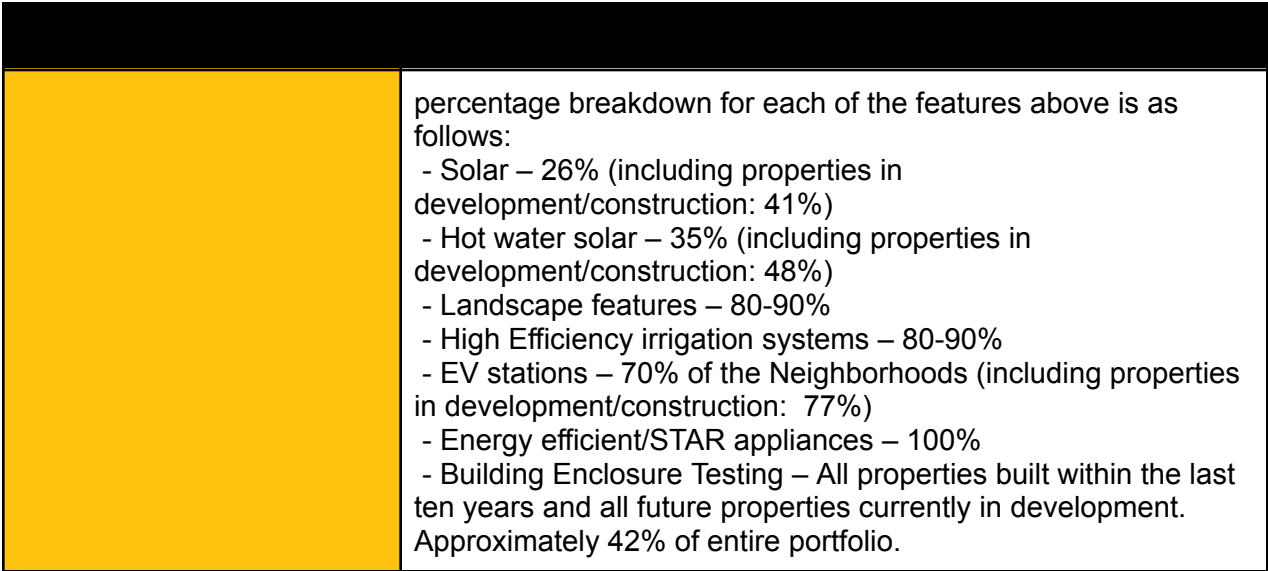 percentage breakdown for each of the features above is as
follows:
- Solar – 26% (including properties in
development/construction: 41%)
- Hot water solar – 35% (including properties in
development/construction: 48%)
- Landscape features – 80-90%
- High Efficiency irrigation systems – 80-90%
- EV stations – 70% of the Neighborhoods (including properties
in development/construction:  77%)
- Energy efficient/STAR appliances – 100%
- Building Enclosure Testing – All properties built within the last
ten years and all future properties currently in development.
Approximately 42% of entire portfolio.